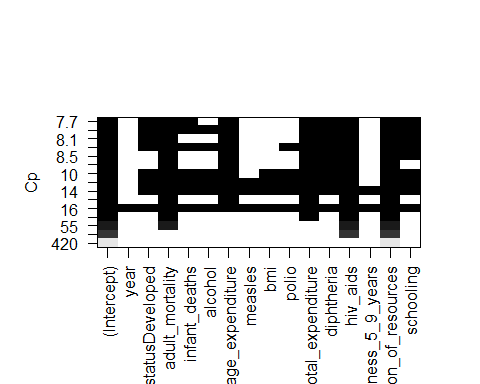 Cp
7.7
8.1
8.5
10
14
16
55
420
(Intercept)
year
statusDeveloped
adult_mortality
infant_deaths
alcohol
age_expenditure
measles
bmi
polio
otal_expenditure
diphtheria
hiv_aids
ness_5_9_years
on_of_resources
schooling